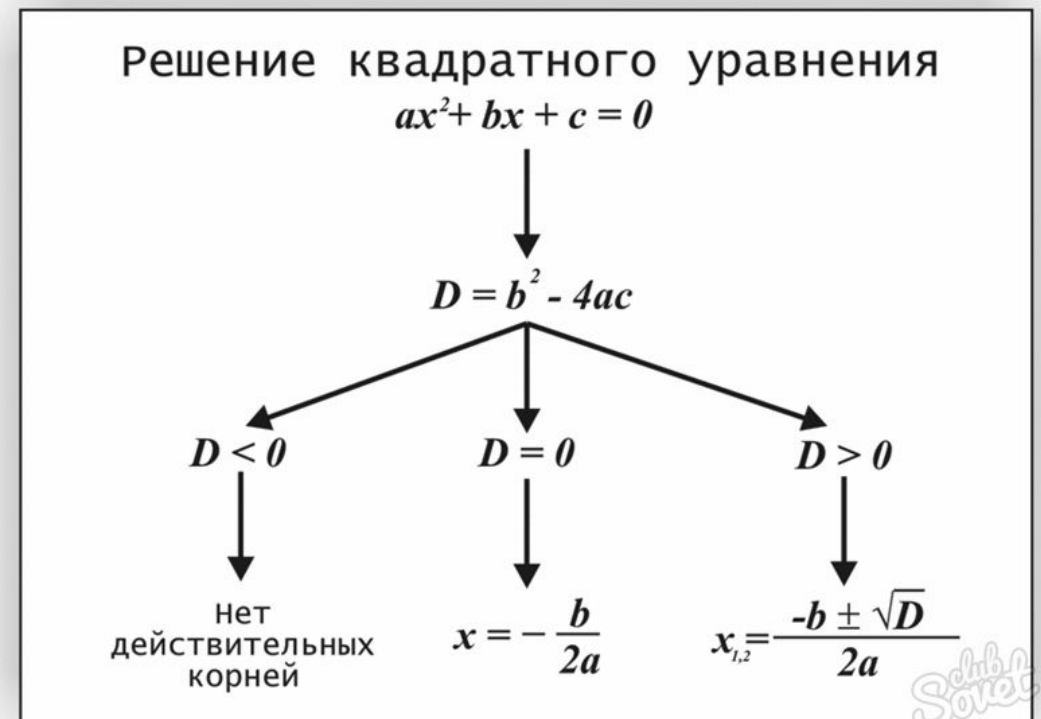 Решение квадратного уравнения
ax²+ bx + c = 0
D = b² - 4ac
D < 0
D = 0
D > 0
Нет
действительных
корней
x = − b/2a
x₁,₂= -b ± √D/2a
club
Sovet